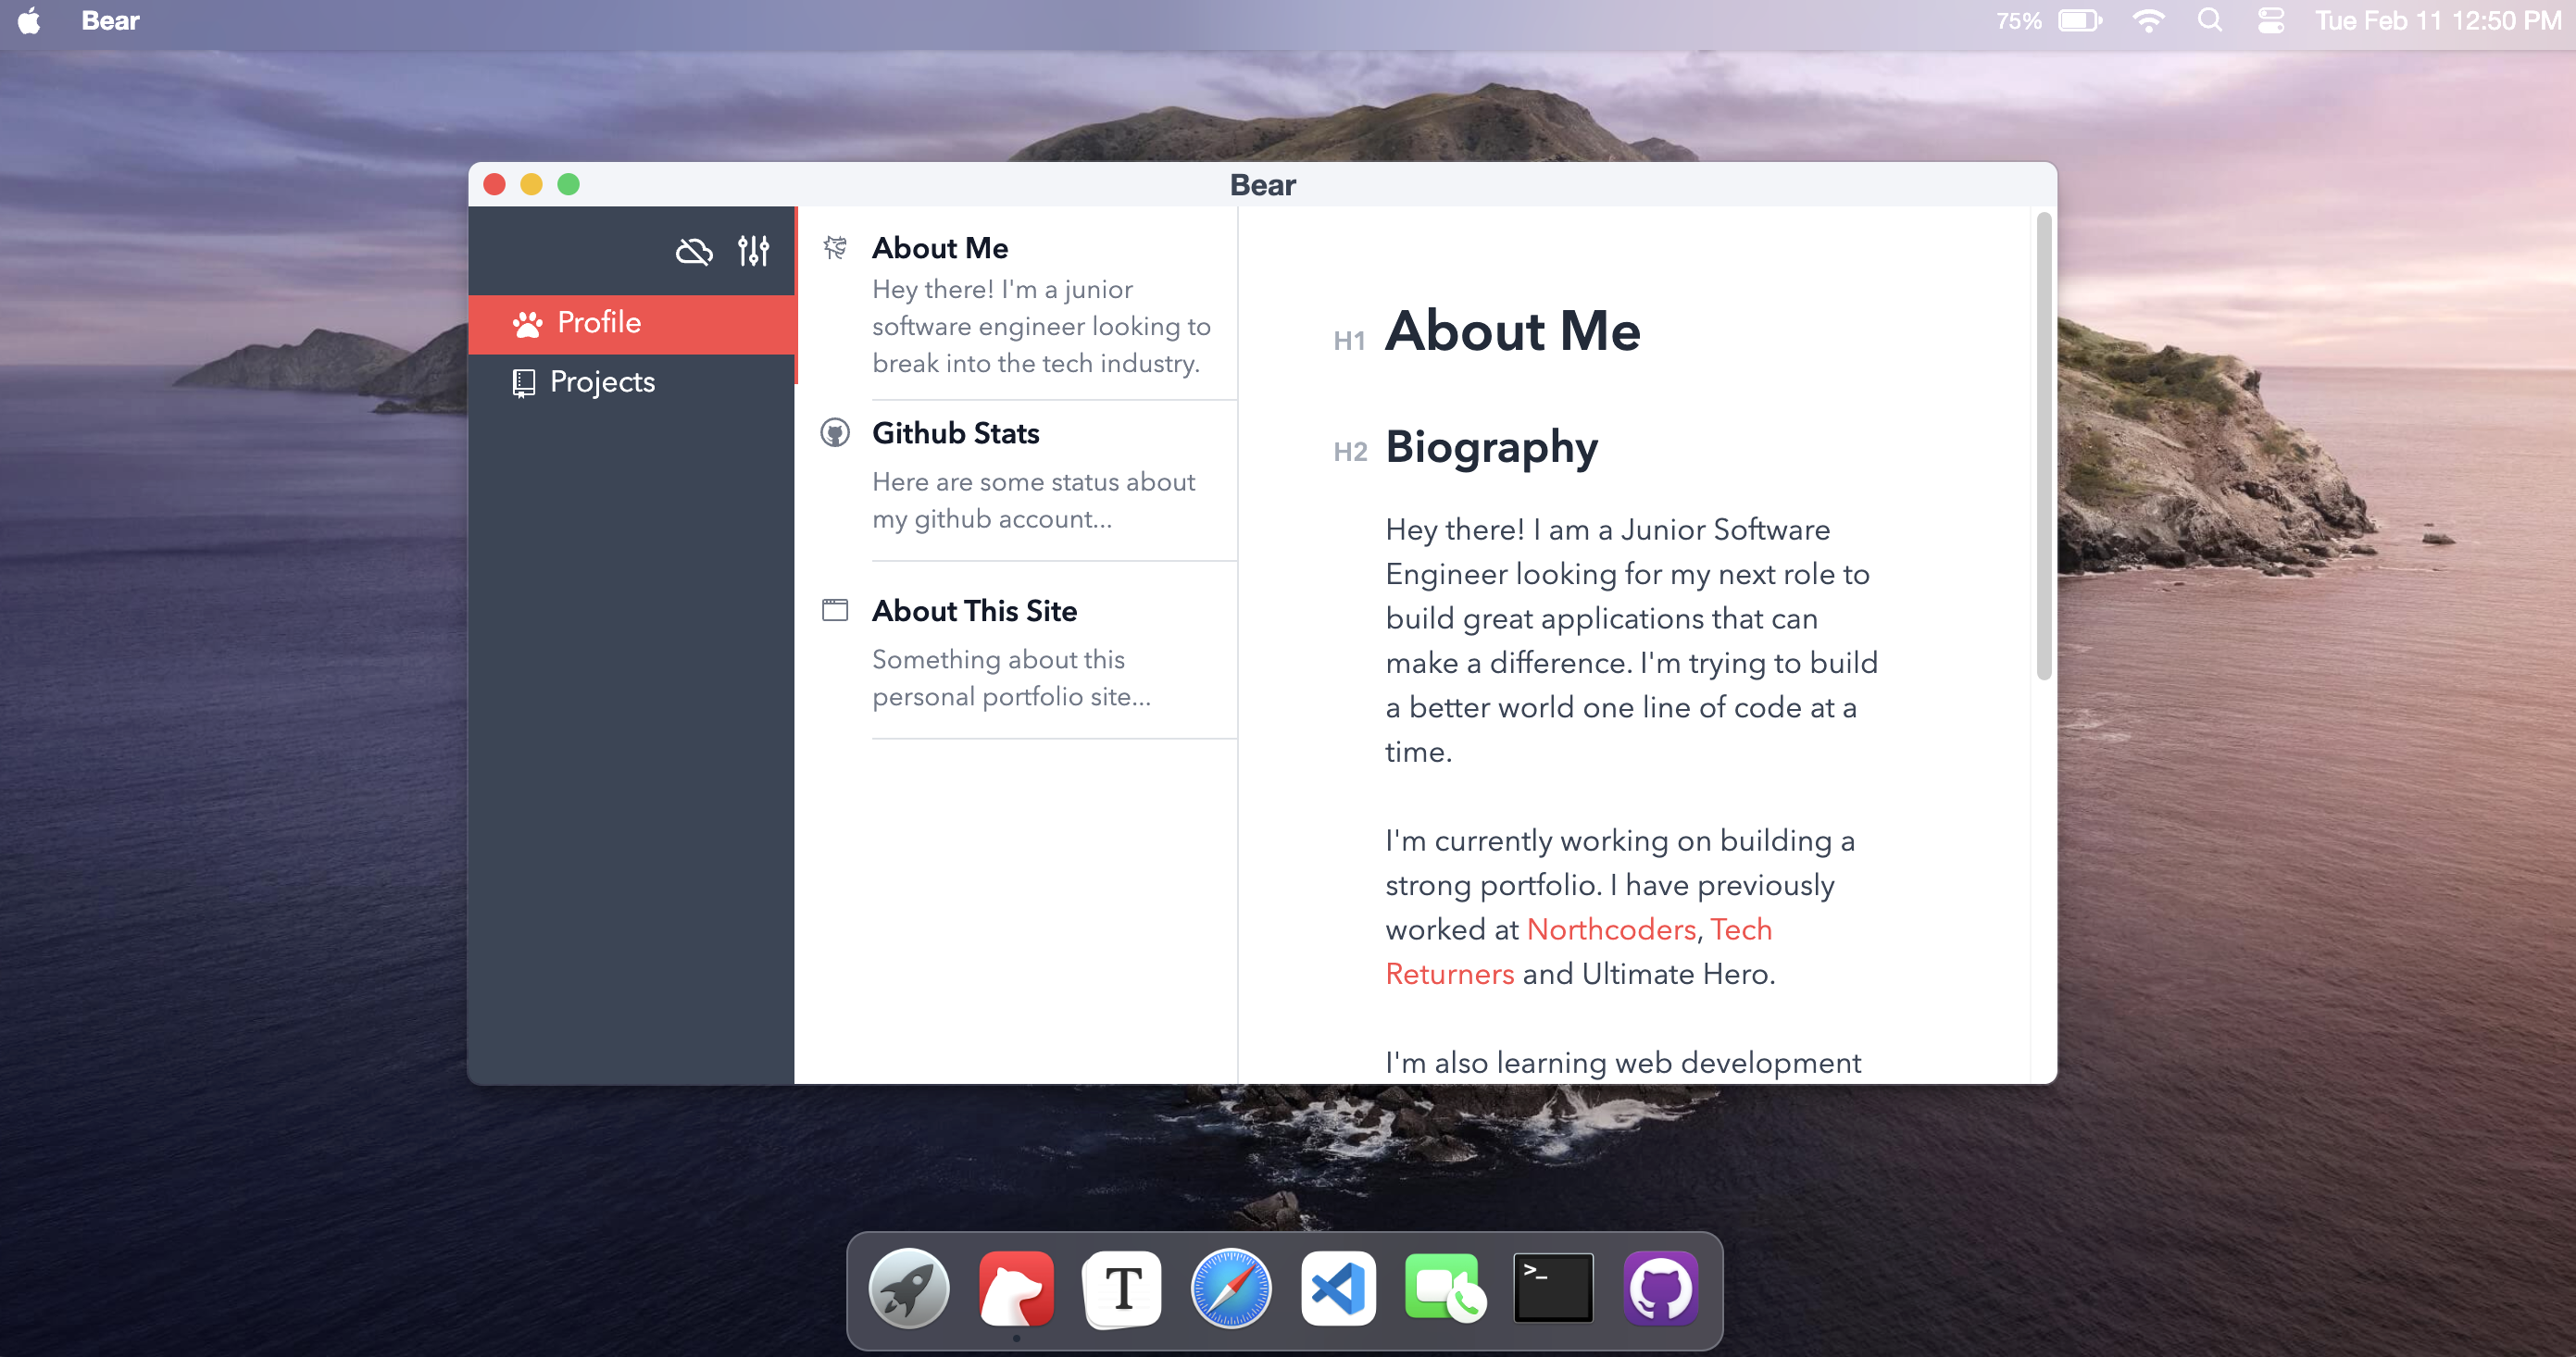 Bear
75%
Tue Feb 11 12:50 PM
Bear
Profile
Projects
About Me
Hey there! I'm a junior
software engineer looking to
break into the tech industry.
Github Stats
Here are some status about
my github account...
About This Site
Something about this
personal portfolio site...
H1 About Me
H2 Biography
Hey there! I am a Junior Software
Engineer looking for my next role to
build great applications that can
make a difference. I'm trying to build
a better world one line of code at a
time.
I'm currently working on building a
strong portfolio. I have previously
worked at Northcoders, Tech
Returners and Ultimate Hero.
I'm also learning web development
T
>_